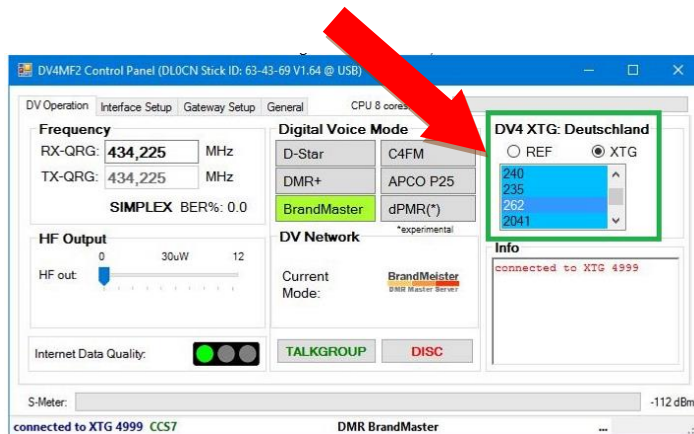 DV4MF2 Control Panel (DL0CN Stick ID: 63-43-69 V1.64 @ USB)
DV Operation Interface Setup Gateway Setup General CPU 8 cores
Frequency
RX-QRG: 434,225 MHz
TX-QRG: 434,225 MHz
SIMPLEX BER%: 0.0
HF Output
0 30uW 12
HF out:
Internet Data Quality:
Digital Voice Mode
D-Star C4FM
DMR+ APCO P25
BrandMaster dPMR(*)
*experimental
DV Network
Current Mode:
BrandMeister
DMR Master Server
TALKGROUP DISC
DV4 XTG: Deutschland
REF XTG
240
235
262
2041
Info
connected to XTG 4999
S-Meter: -112 dBm
connected to XTG 4999 CCS7 DMR BrandMaster ...